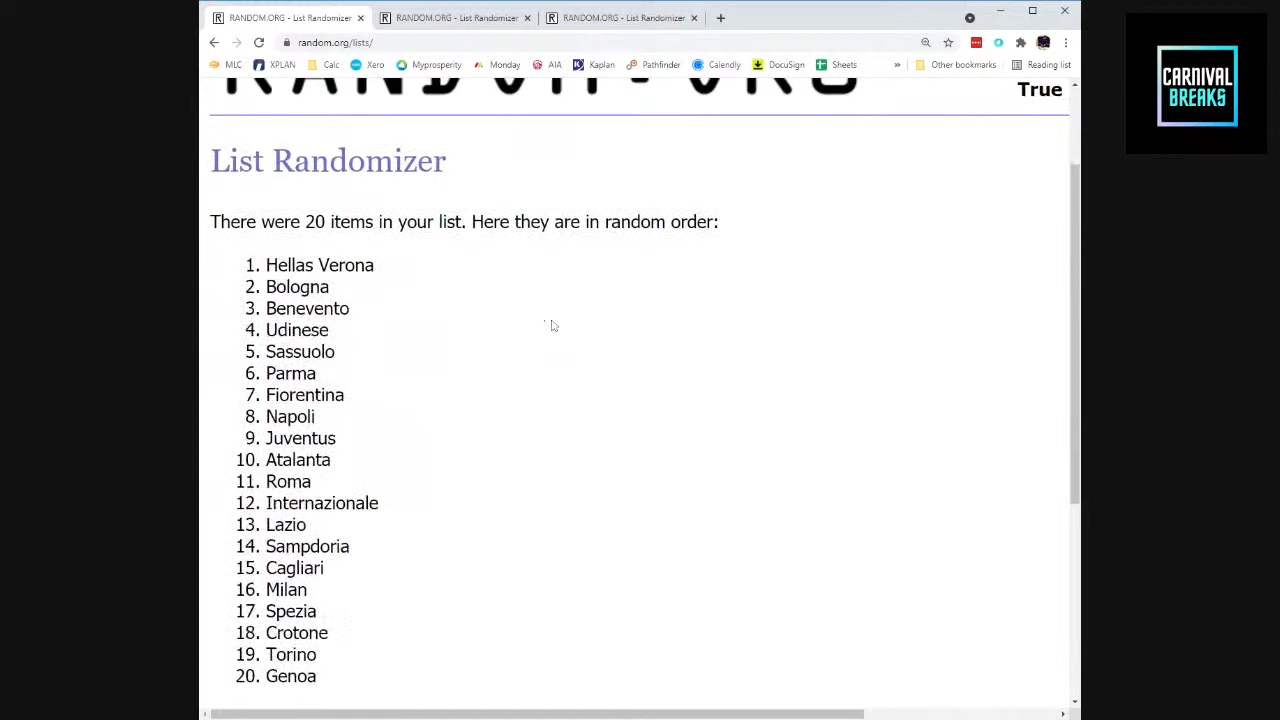 RANDOM.ORG - List Randomizer
RANDOM.ORG - List Randomizer
RANDOM.ORG - List Randomizer
random.org/lists/
MLC XPLAN Calc Xero Myprosperity Monday AIA Kaplan Pathfinder Calendly DocuSign Sheets » Other bookmarks Reading list
RANDOM.ORG
True
List Randomizer
There were 20 items in your list. Here they are in random order:
1. Hellas Verona
2. Bologna
3. Benevento
4. Udinese
5. Sassuolo
6. Parma
7. Fiorentina
8. Napoli
9. Juventus
10. Atalanta
11. Roma
12. Internazionale
13. Lazio
14. Sampdoria
15. Cagliari
16. Milan
17. Spezia
18. Crotone
19. Torino
20. Genoa
CARNIVAL
BREAKS